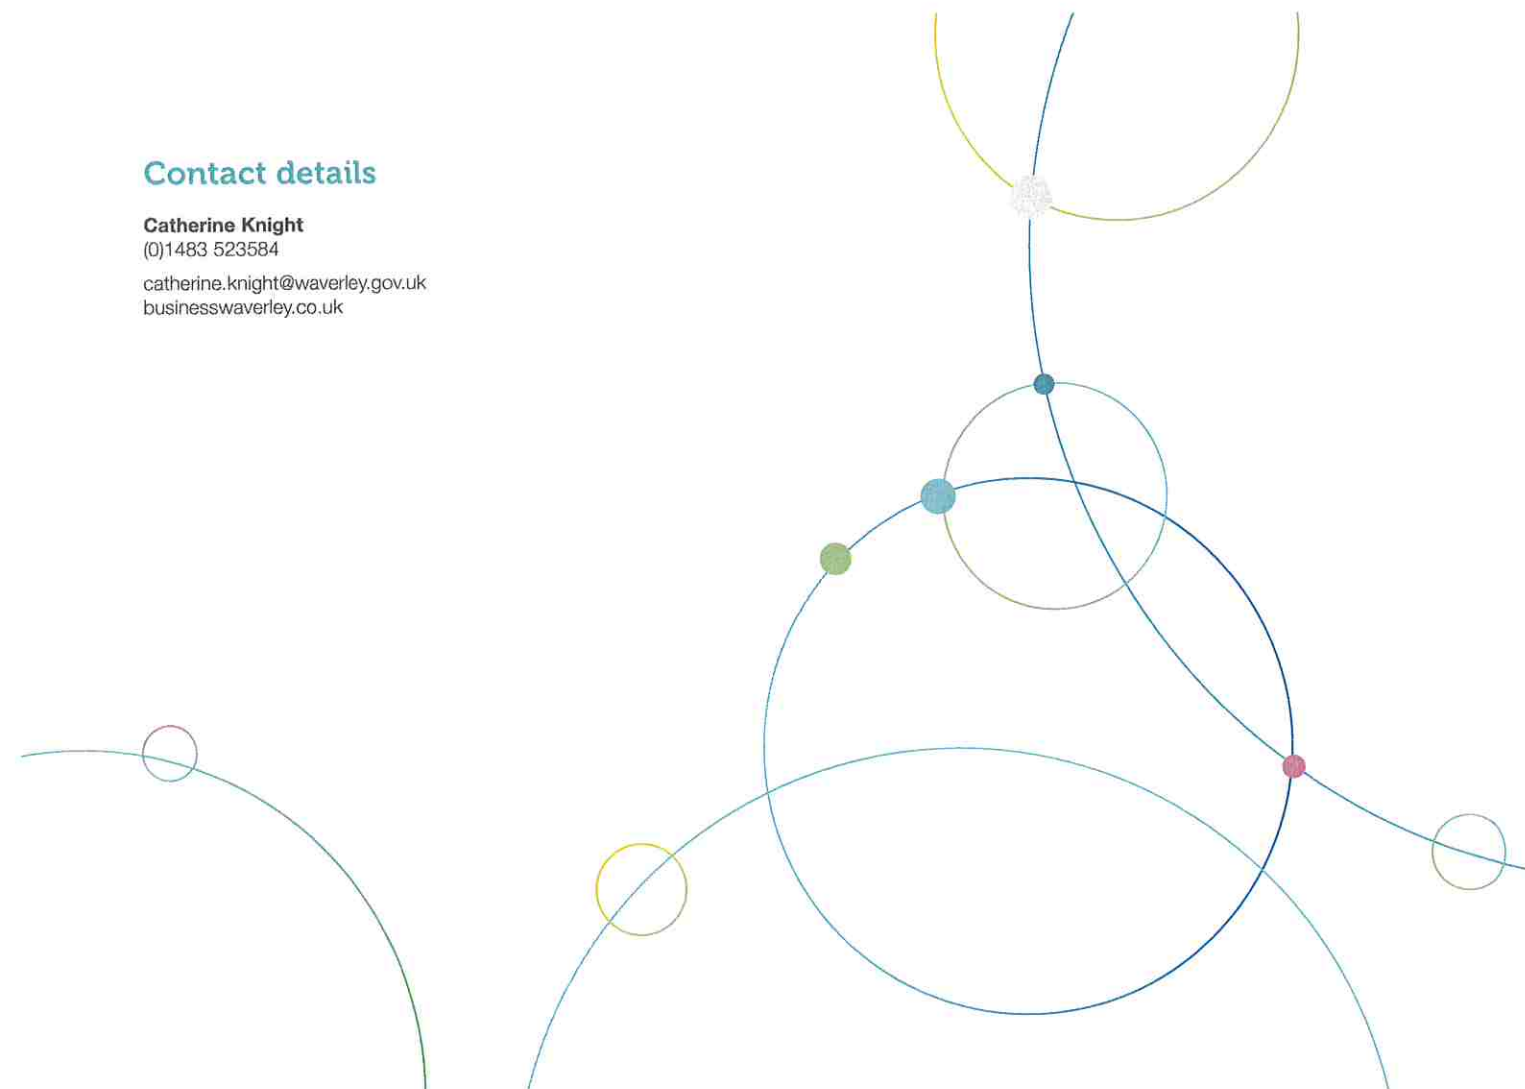 Contact details
Catherine Knight
(0)1483 523584
catherine.knight@waverley.gov.uk
businesswaverley.co.uk